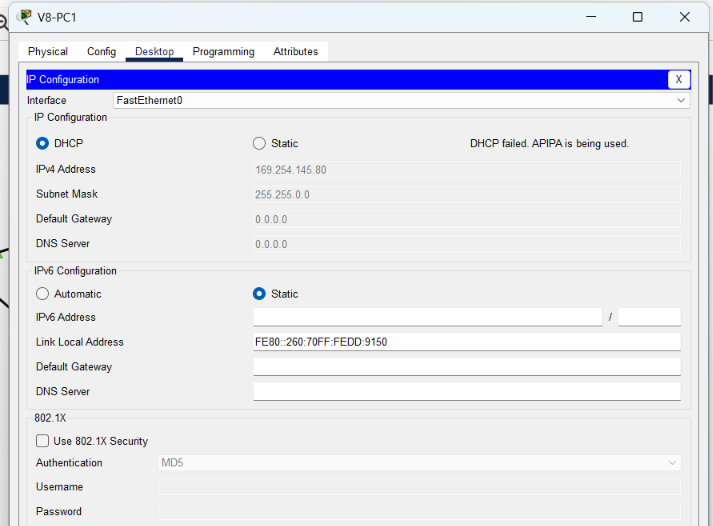 V8-PC1
Physical Config Desktop Programming Attributes
IP Configuration X
Interface FastEthernet0
IP Configuration
DHCP Static DHCP failed. APIPA is being used.
IPv4 Address 169.254.145.80
Subnet Mask 255.255.0.0
Default Gateway 0.0.0.0
DNS Server 0.0.0.0
IPv6 Configuration
Automatic Static
IPv6 Address /
Link Local Address FE80::260:70FF:FEDD:9150
Default Gateway
DNS Server
802.1X
Use 802.1X Security
Authentication MD5
Username
Password